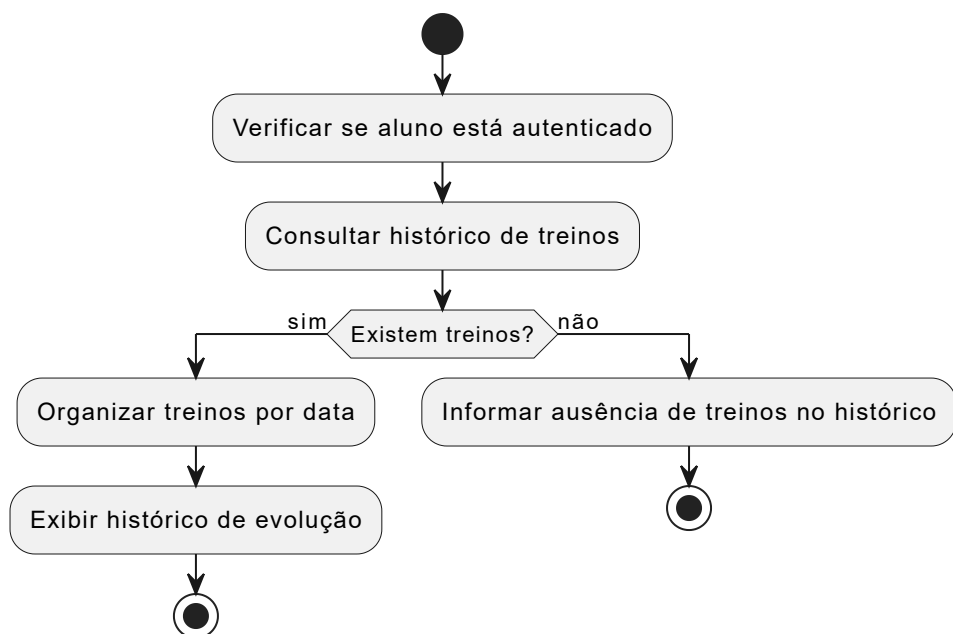 Verificar se aluno está autenticado
Consultar histórico de treinos
sim
Existem treinos?
não
Organizar treinos por data
Informar ausência de treinos no histórico
Exibir histórico de evolução